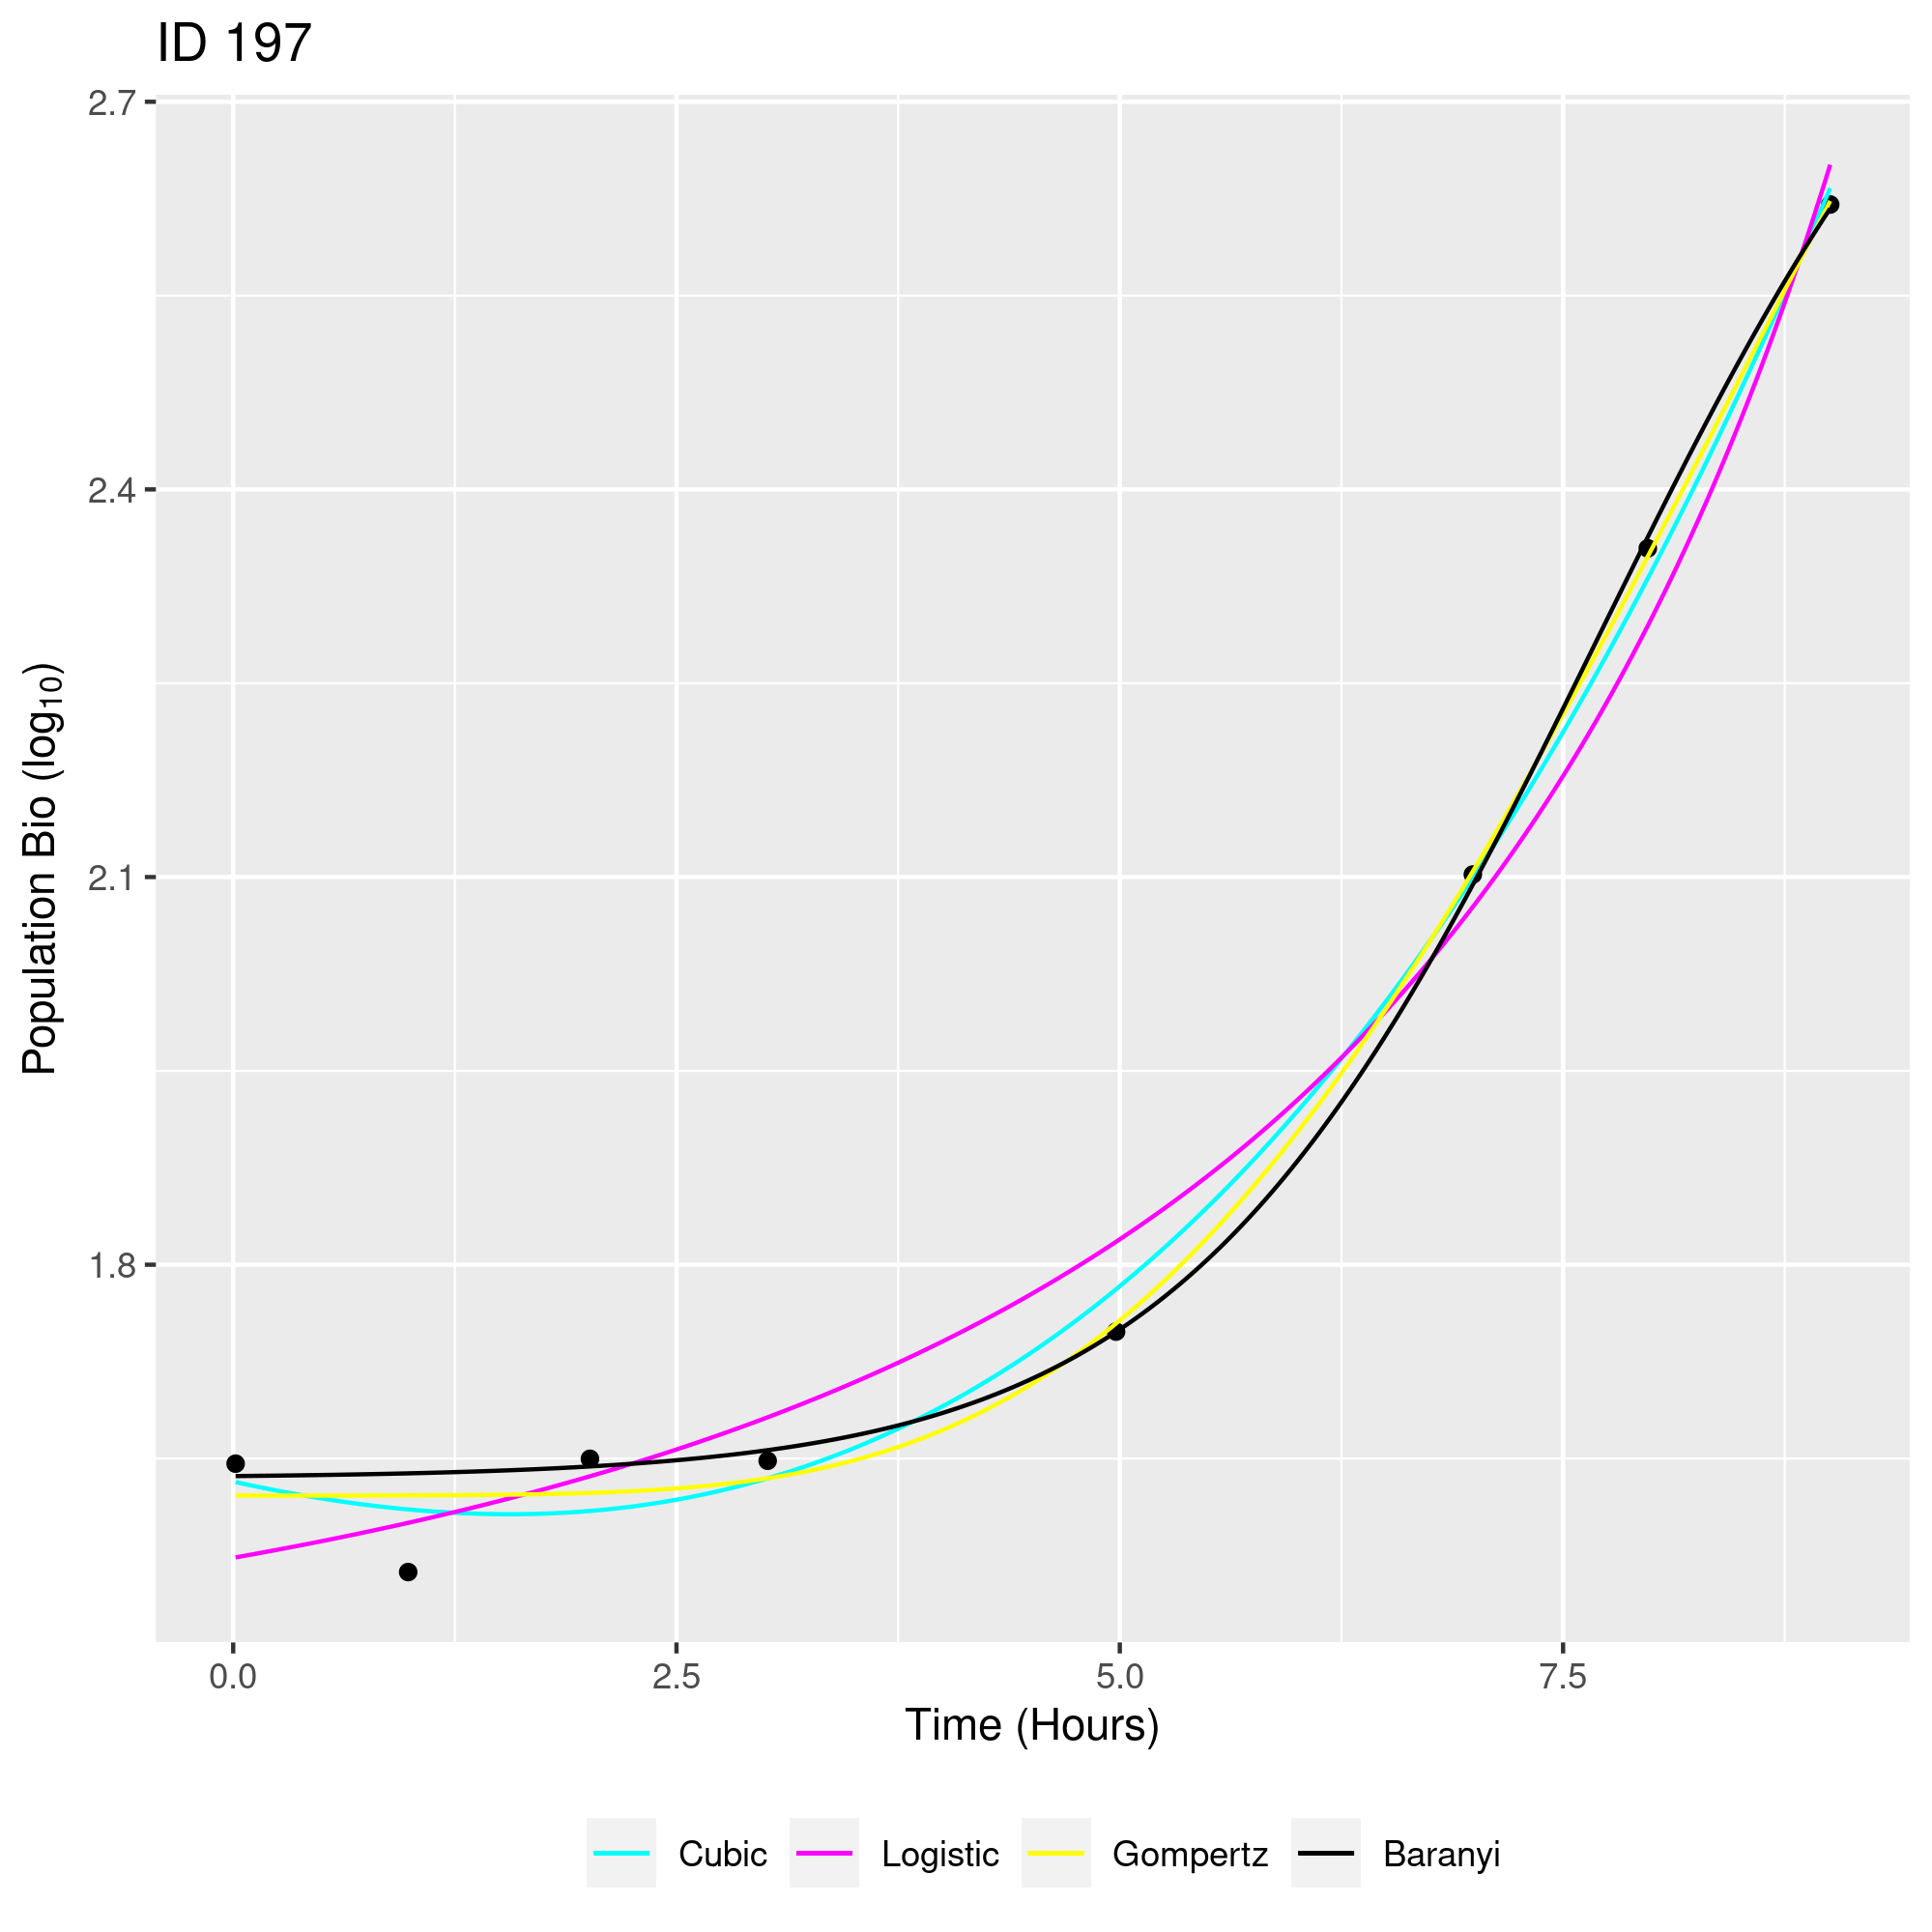 ID 197
2.7
2.4
2.1
1.8
Population Bio (log₁₀)
0.0 2.5 5.0 7.5
Time (Hours)
Cubic Logistic Gompertz Baranyi